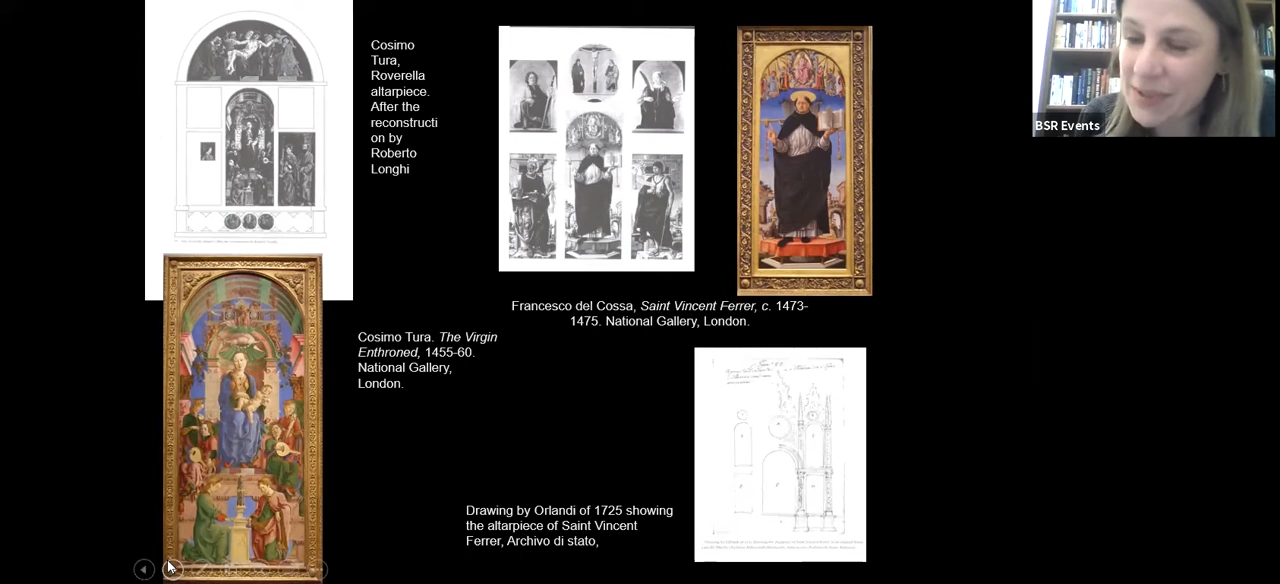 Cosimo
Tura,
Roverella
altarpiece.
After the
reconstructi
on by
Roberto
Longhi
BSR Events
Francesco del Cossa, Saint Vincent Ferrer, c. 1473-
1475. National Gallery, London.
Cosimo Tura. The Virgin
Enthroned, 1455-60.
National Gallery,
London.
Drawing by Orlandi of 1725 showing
the altarpiece of Saint Vincent
Ferrer, Archivo di stato,